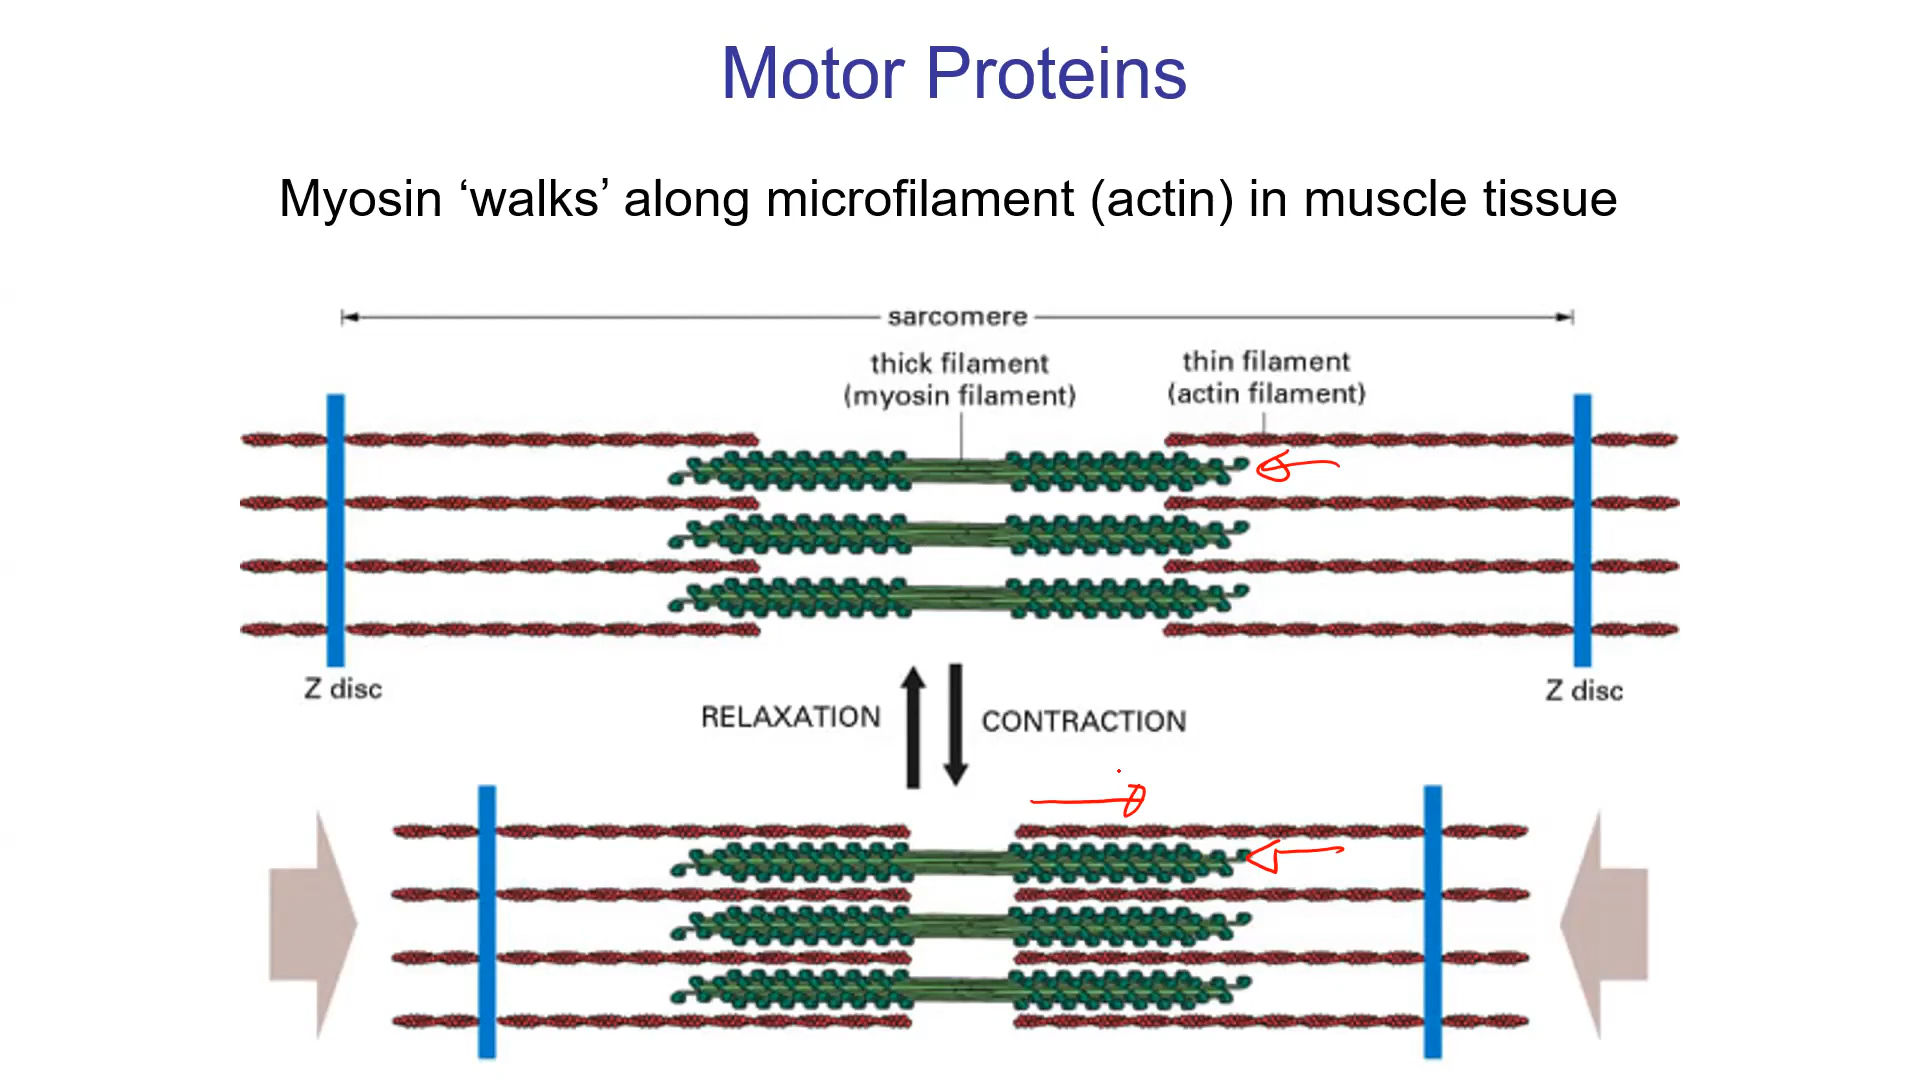 Motor Proteins
Myosin ‘walks’ along microfilament (actin) in muscle tissue
sarcomere
thick filament
(myosin filament)
thin filament
(actin filament)
Z disc
Z disc
RELAXATION
CONTRACTION